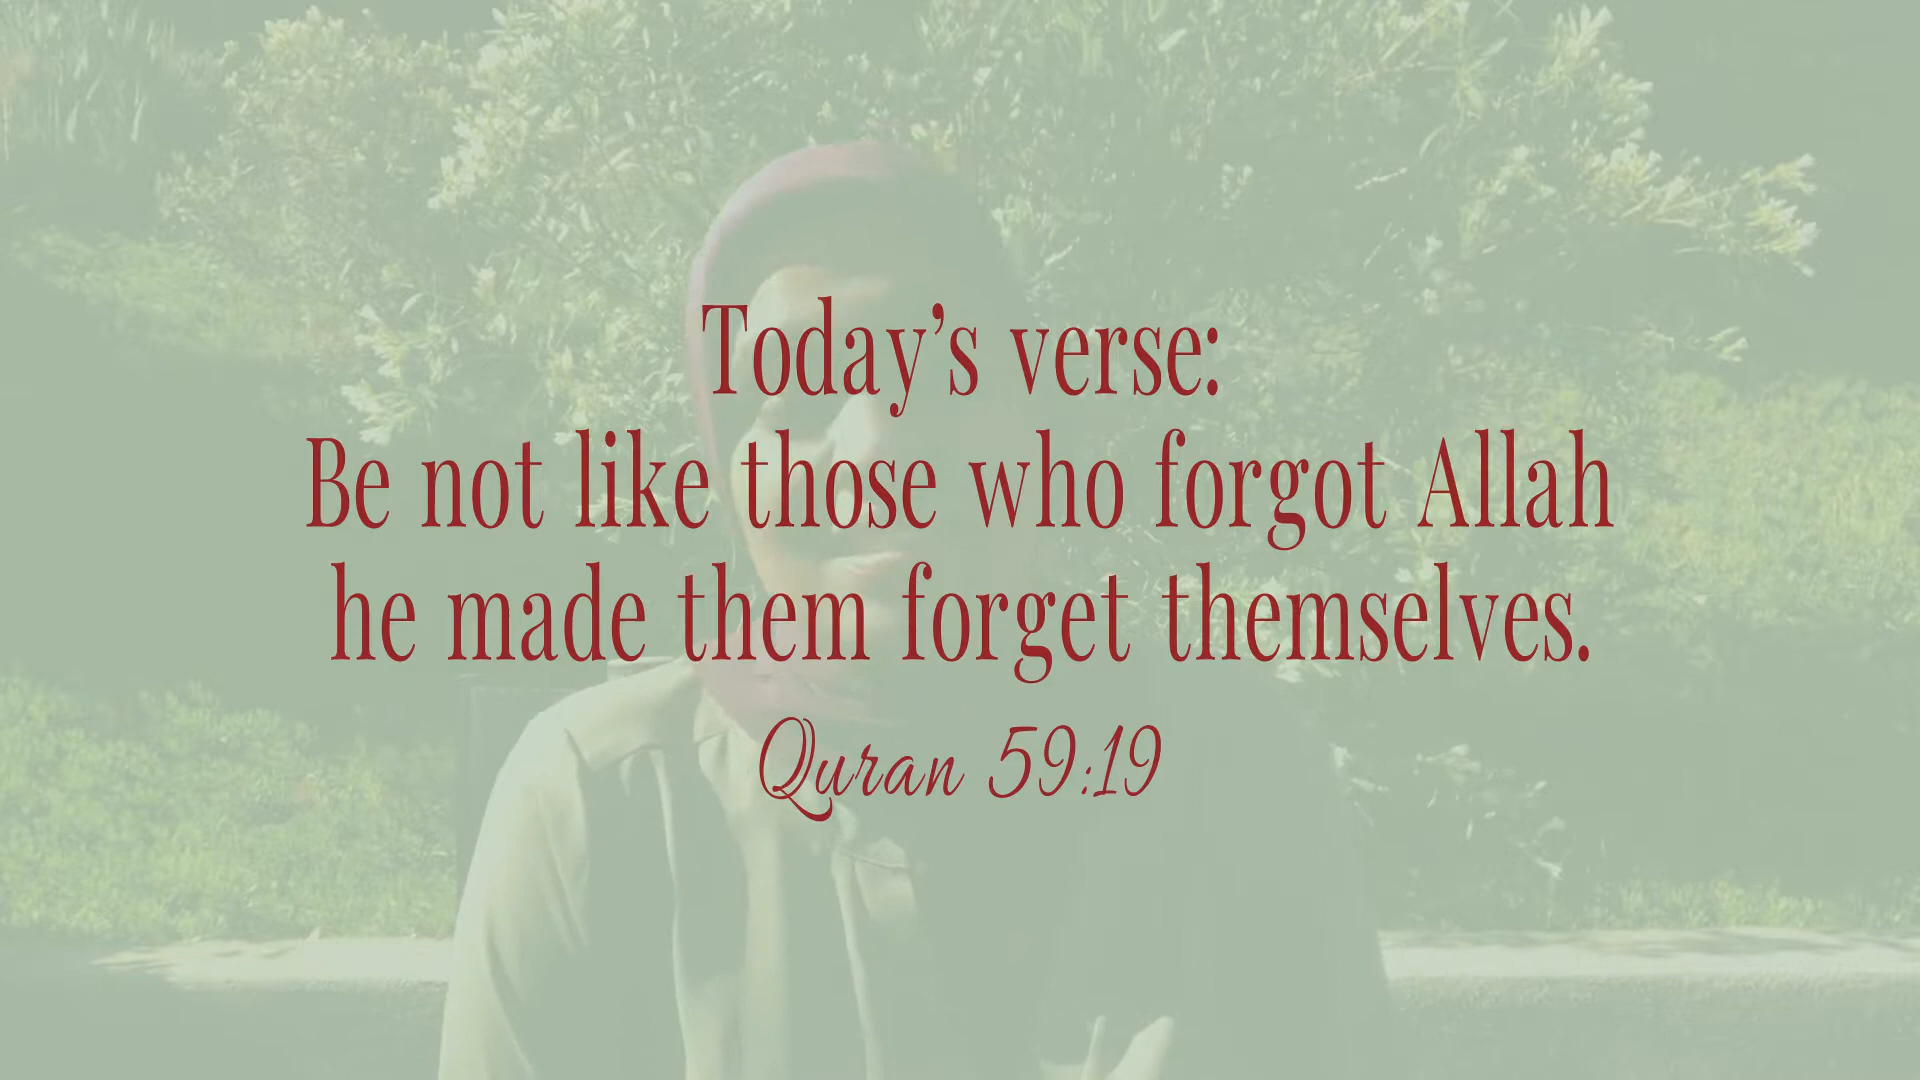 Today’s verse:
Be not like those who forgot Allah
he made them forget themselves.
Quran 59:19